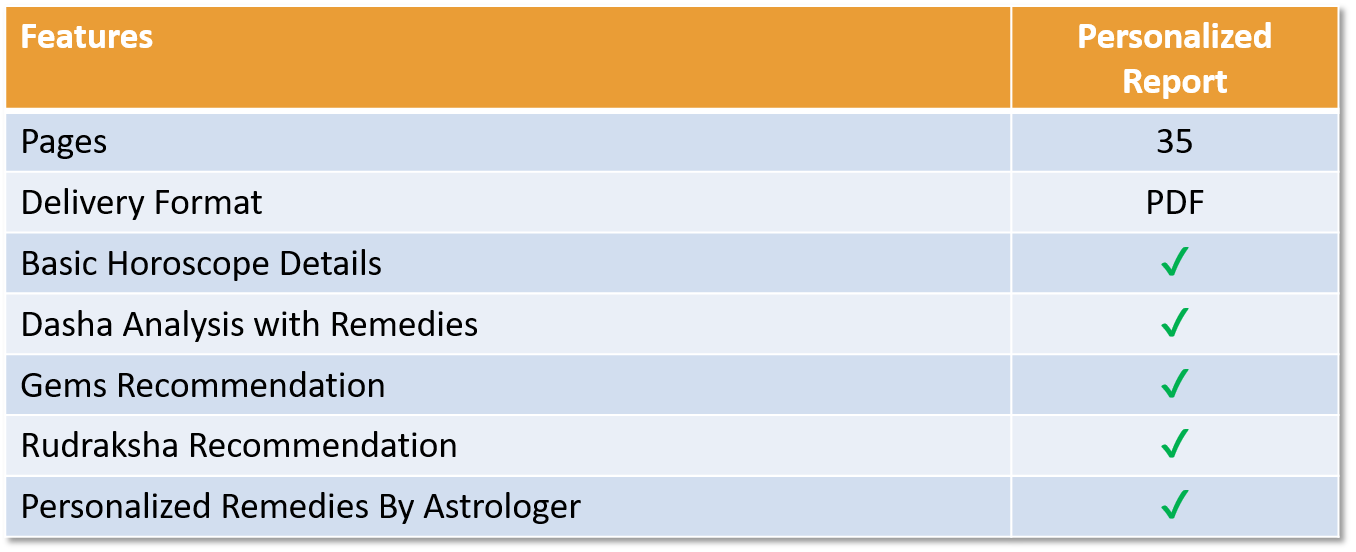 Features
Personalized
Report
Pages 35
Delivery Format PDF
Basic Horoscope Details ✓
Dasha Analysis with Remedies ✓
Gems Recommendation ✓
Rudraksha Recommendation ✓
Personalized Remedies By Astrologer ✓